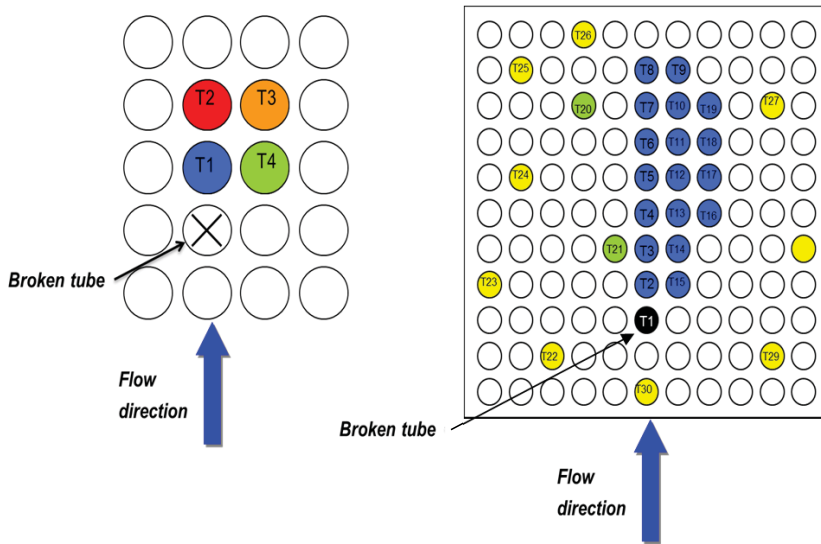 T2 T3
T1 T4
Broken tube
Flow
direction
T26
T25 T8 T9
T20 T7 T10 T19 T27
T6 T11 T18
T24 T5 T12 T17
T4 T13 T16
T21 T3 T14
T23 T2 T15
T1
T22 T29
T30
Broken tube
Flow
direction